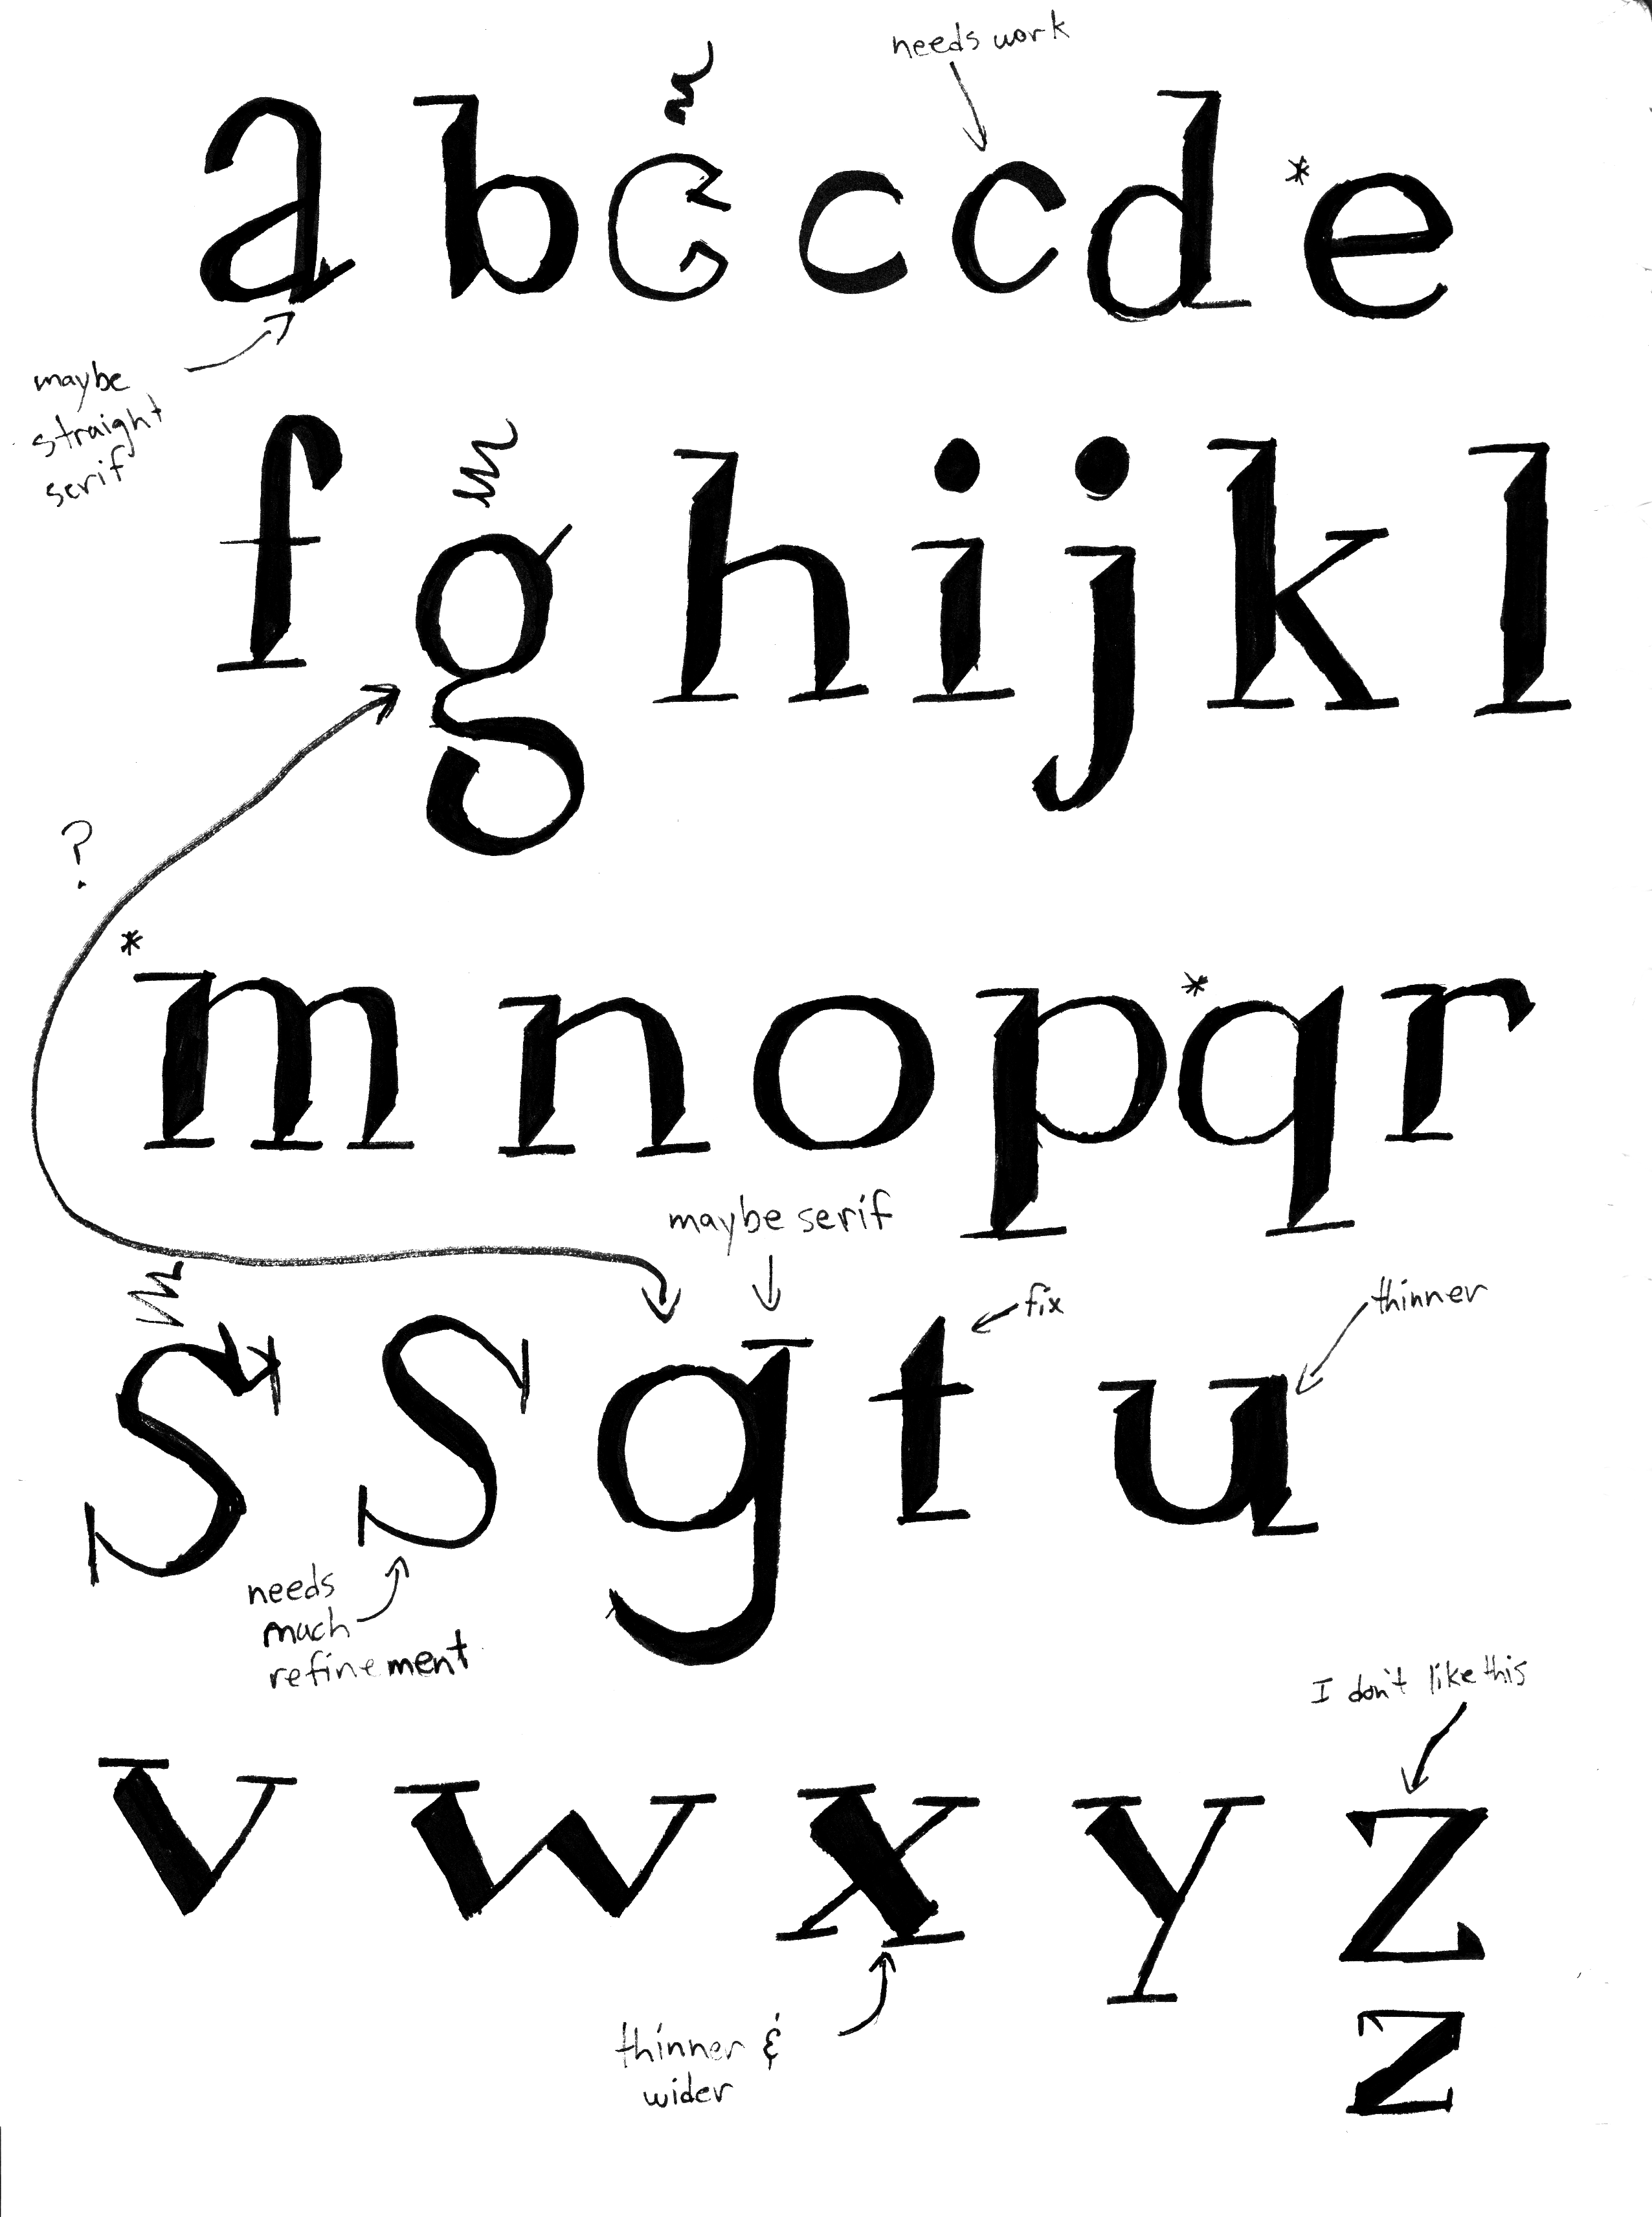 needs work
a b c c c d * e
maybe
straight
serif
f g h i j k l
?
* m n o p * q r
maybe serif
fix
thinner
S S g t u
needs
much
refinement
I don't like this
v w x y z
thinner &
wider
z